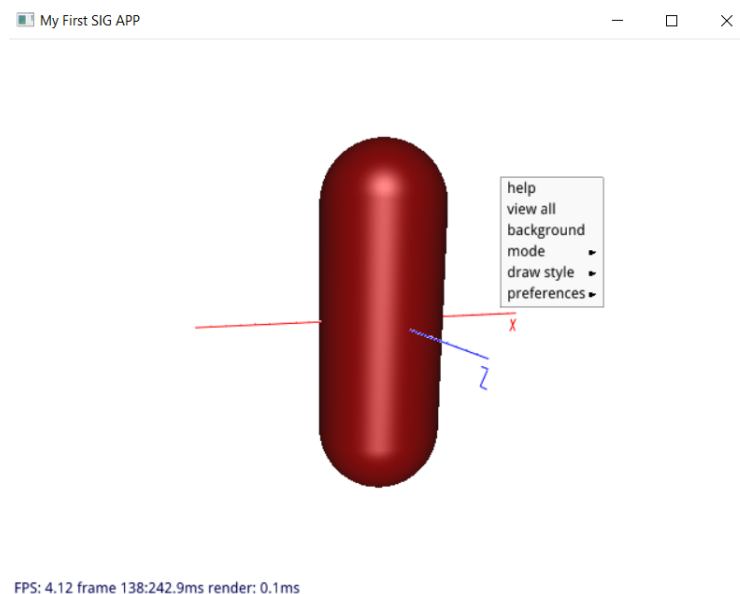 My First SIG APP
help
view all
background
mode
draw style
preferences
X
Z
FPS: 4.12 frame 138:242.9ms render: 0.1ms